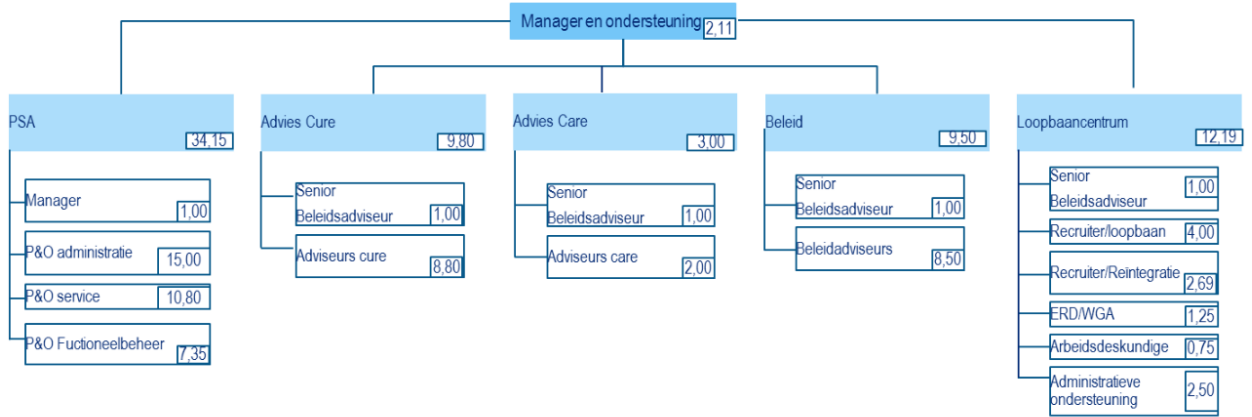 Manager en ondersteuning 2,11
PSA 34,15
Manager 1,00
P&O administratie 15,00
P&O service 10,80
P&O Fuctioneelbeheer 7,35
Advies Cure 9,80
Senior
Beleidsadviseur 1,00
Adviseurs cure 8,80
Advies Care 3,00
Senior
Beleidsadviseur 1,00
Adviseurs care 2,00
Beleid 9,50
Senior
Beleidsadviseur 1,00
Beleidadviseurs 8,50
Loopbaancentrum 12,19
Senior
Beleidsadviseur 1,00
Recruiter/loopbaan 4,00
Recruiter/Reïntegratie 2,69
ERD/WGA 1,25
Arbeidsdeskundige 0,75
Administratieve
ondersteuning 2,50